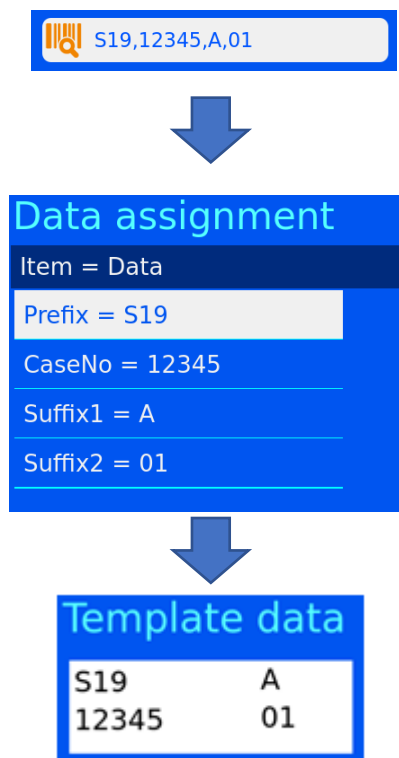 S19,12345,A,01
Data assignment
Item = Data
Prefix = S19
CaseNo = 12345
Suffix1 = A
Suffix2 = 01
Template data
S19 A
12345 01